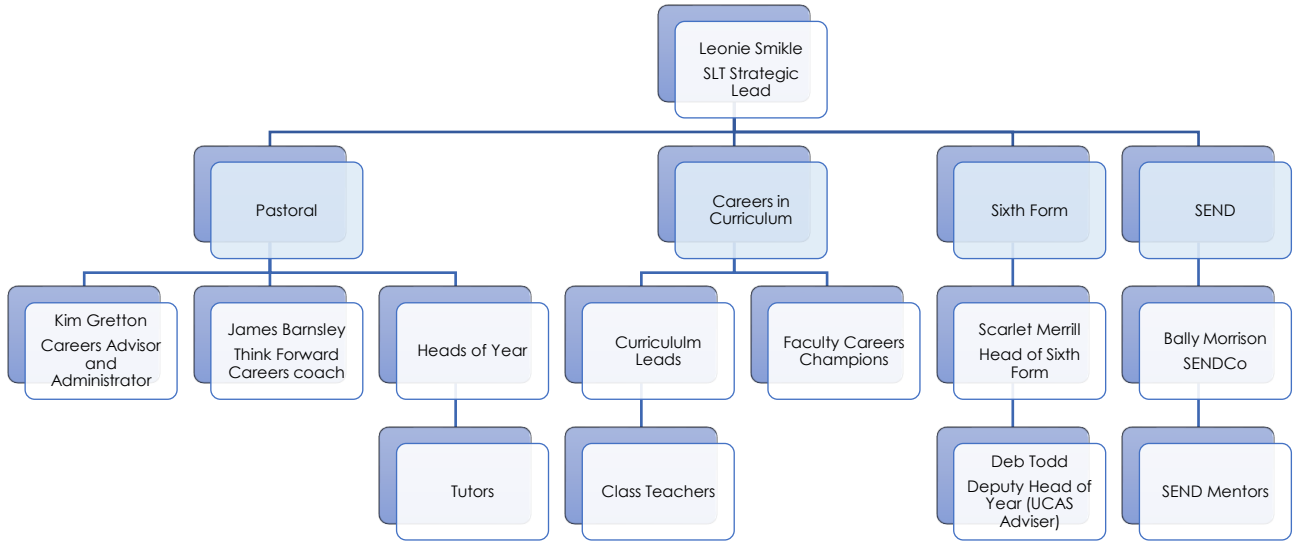 Leonie Smikle
SLT Strategic
Lead
Pastoral
Careers in
Curriculum
Sixth Form
SEND
Kim Gretton
Careers Advisor
and
Administrator
James Barnsley
Think Forward
Careers coach
Heads of Year
Curricululm
Leads
Faculty Careers
Champions
Scarlet Merrill
Head of Sixth
Form
Bally Morrison
SENDCo
Tutors
Class Teachers
Deb Todd
Deputy Head of
Year (UCAS
Adviser)
SEND Mentors